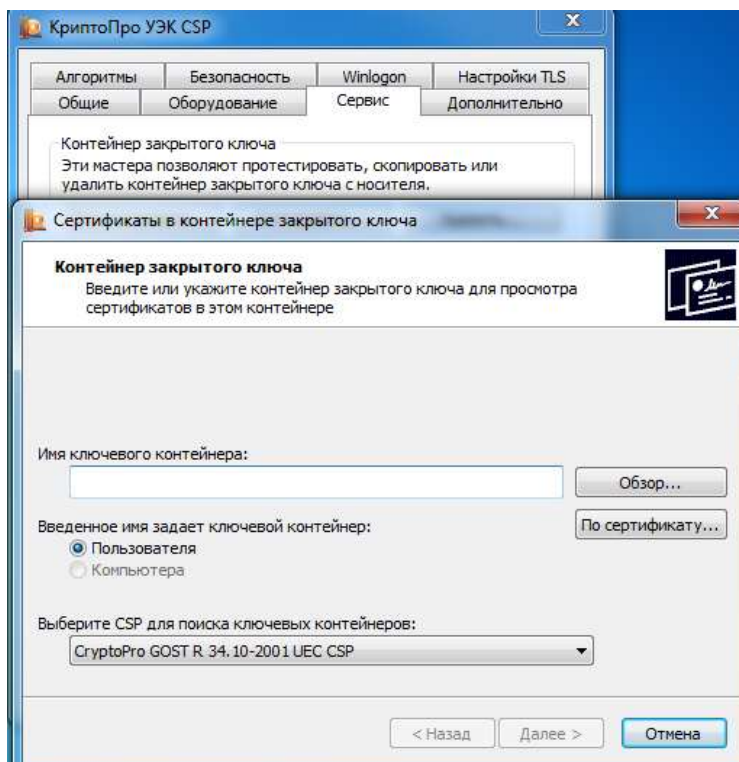 КриптоПро УЭК CSP
Алгоритмы Безопасность Winlogon Настройки TLS
Общие Оборудование Сервис Дополнительно
Контейнер закрытого ключа
Эти мастера позволяют протестировать, скопировать или
удалить контейнер закрытого ключа с носителя.
Сертификаты в контейнере закрытого ключа
Контейнер закрытого ключа
Введите или укажите контейнер закрытого ключа для просмотра
сертификатов в этом контейнере
Имя ключевого контейнера:
Обзор...
Введенное имя задает ключевой контейнер:
По сертификату...
Пользователя
Компьютера
Выберите CSP для поиска ключевых контейнеров:
CryptoPro GOST R 34.10-2001 UEC CSP
< Назад Далее > Отмена